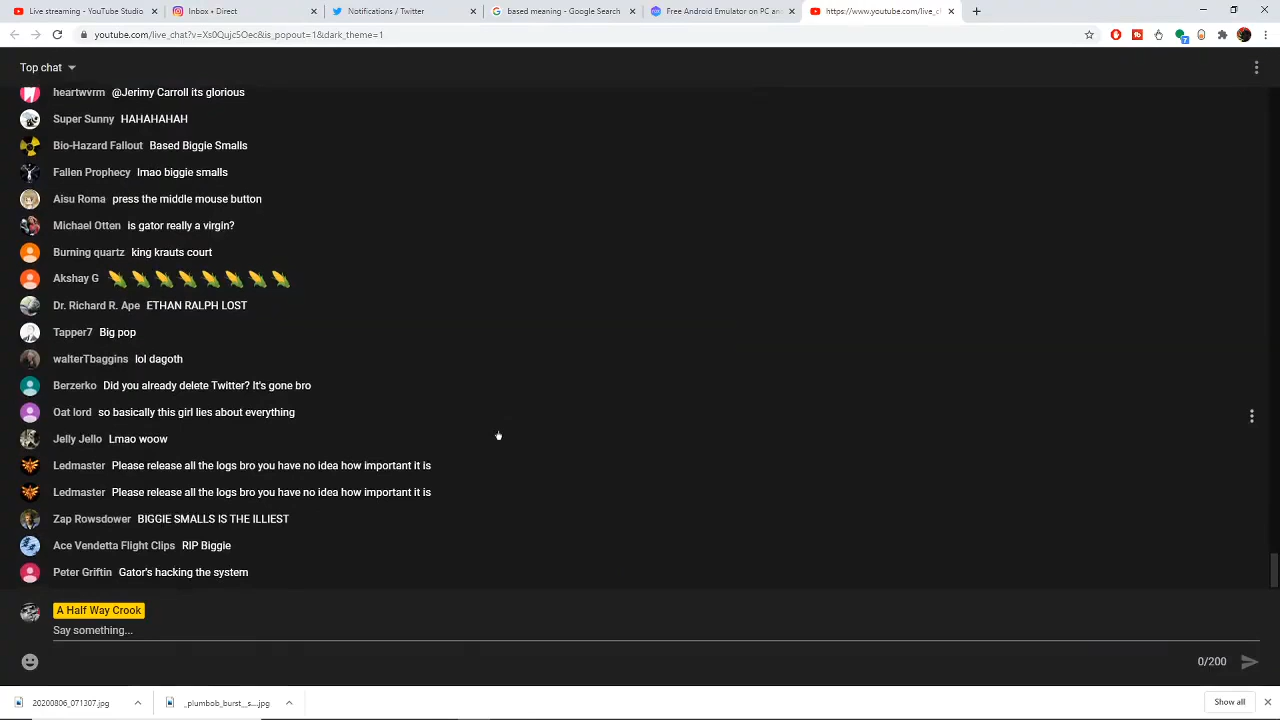 Live streaming - YouTube Studio
Inbox • Direct
Notifications / Twitter
based meaning - Google Search
Free Android Emulator on PC and
https://www.youtube.com/live_cl
youtube.com/live_chat?v=Xs0Qujc5Oec&is_popout=1&dark_theme=1
Top chat
heartwvrm @Jerimy Carroll its glorious
Super Sunny HAHAHAHAH
Bio-Hazard Fallout Based Biggie Smalls
Fallen Prophecy lmao biggie smalls
Aisu Roma press the middle mouse button
Michael Otten is gator really a virgin?
Burning quartz king krauts court
Akshay G 🌽🌽🌽🌽🌽🌽🌽🌽
Dr. Richard R. Ape ETHAN RALPH LOST
Tapper7 Big pop
walterTbaggins lol dagoth
Berzerko Did you already delete Twitter? It's gone bro
Oat lord so basically this girl lies about everything
Jelly Jello Lmao woow
Ledmaster Please release all the logs bro you have no idea how important it is
Ledmaster Please release all the logs bro you have no idea how important it is
Zap Rowsdower BIGGIE SMALLS IS THE ILLIEST
Ace Vendetta Flight Clips RIP Biggie
Peter Griftin Gator's hacking the system
A Half Way Crook
Say something...
0/200
20200806_071307.jpg
_plumbob_burst__s....jpg
Show all